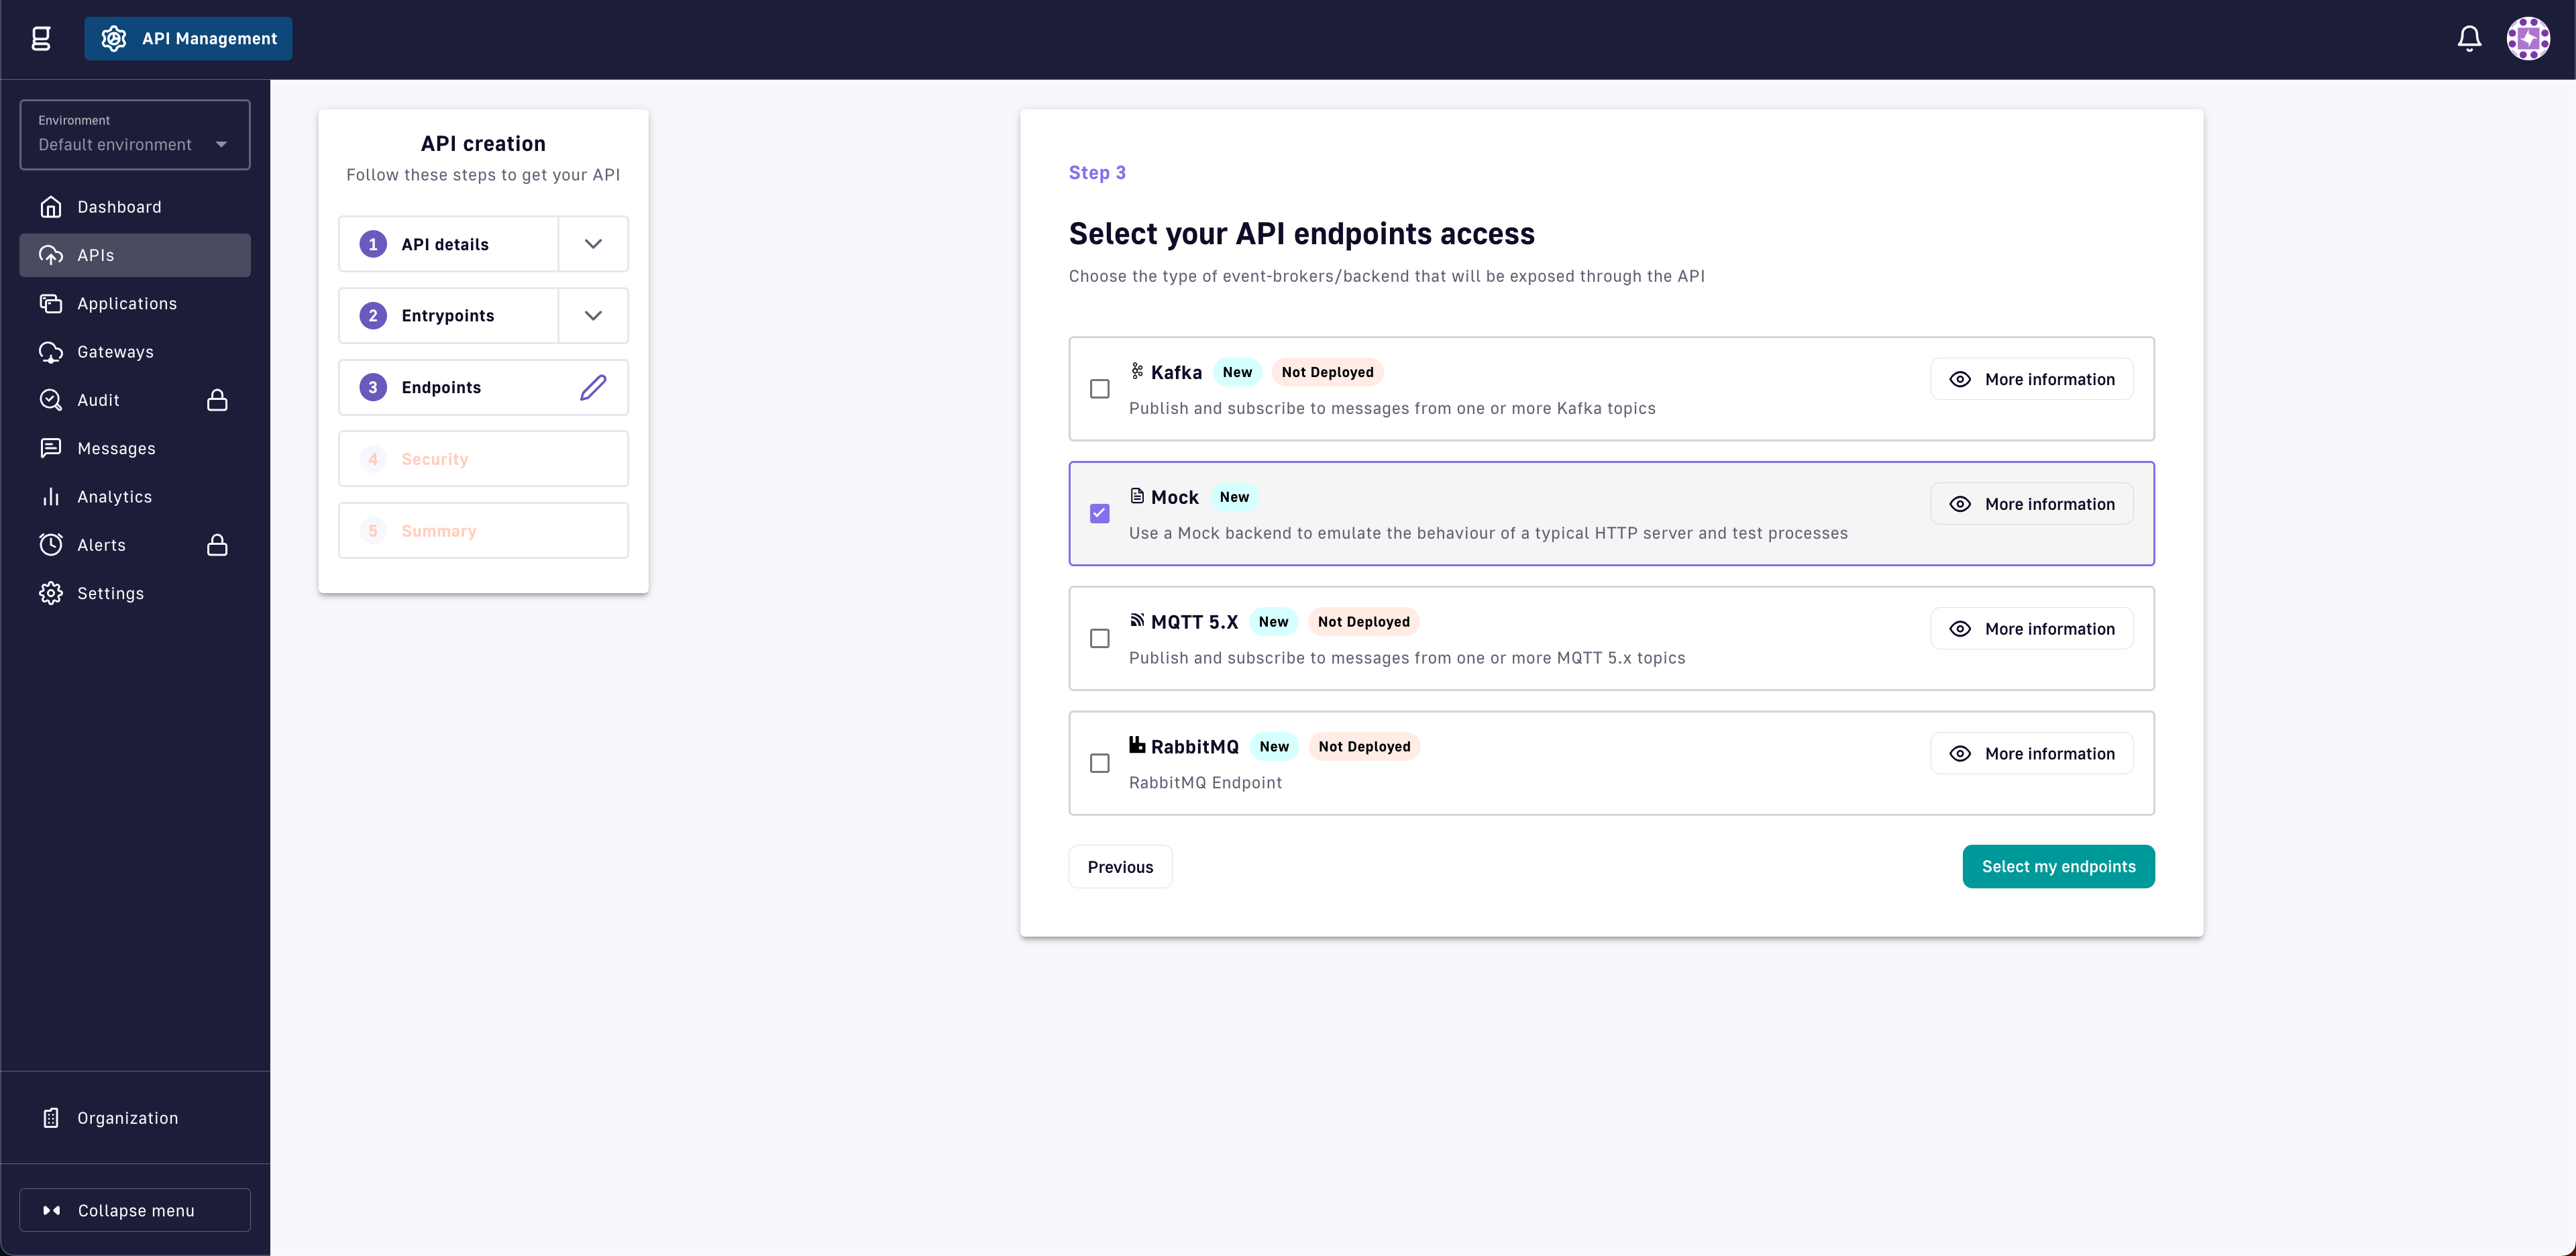 API Management
Environment
Default environment
Dashboard
APIs
Applications
Gateways
Audit
Messages
Analytics
Alerts
Settings
Organization
Collapse menu
API creation
Follow these steps to get your API
1 API details
2 Entrypoints
3 Endpoints
4 Security
5 Summary
Step 3
Select your API endpoints access
Choose the type of event-brokers/backend that will be exposed through the API
Kafka New Not Deployed More information
Publish and subscribe to messages from one or more Kafka topics
Mock New More information
Use a Mock backend to emulate the behaviour of a typical HTTP server and test processes
MQTT 5.X New Not Deployed More information
Publish and subscribe to messages from one or more MQTT 5.x topics
RabbitMQ New Not Deployed More information
RabbitMQ Endpoint
Previous Select my endpoints